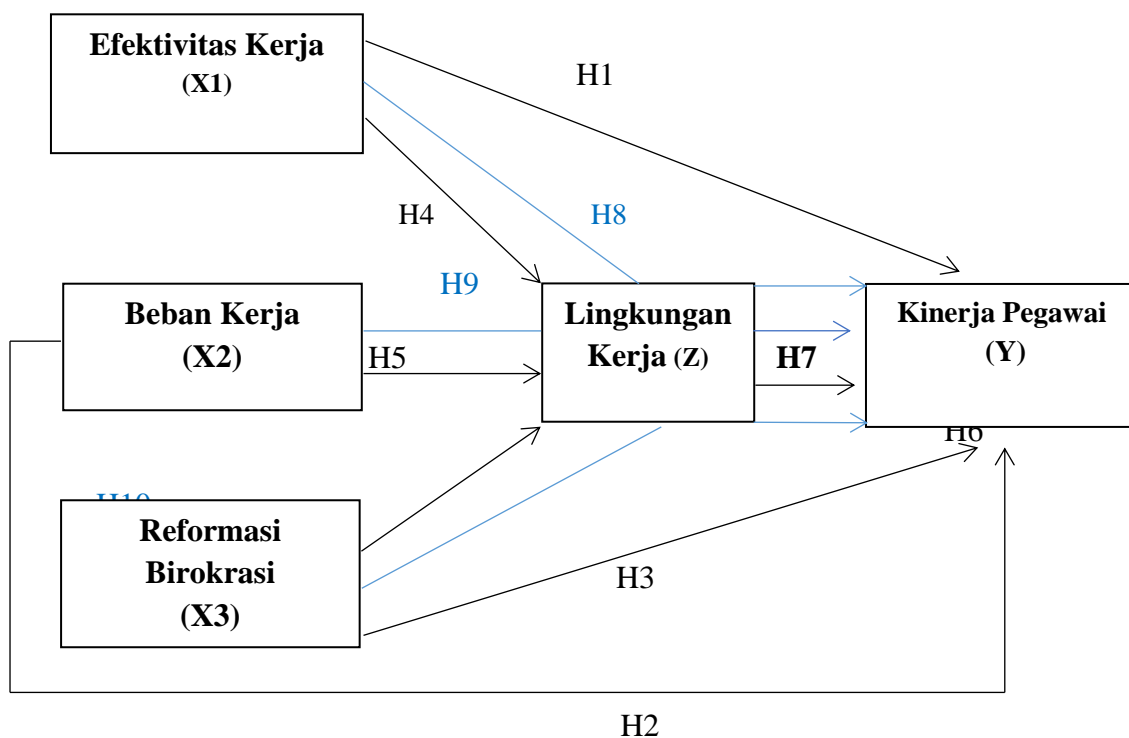 Efektivitas Kerja
(X1)
H1
H4
H8
H9
Beban Kerja
(X2)
H5
Lingkungan
Kerja (Z)
H7
Kinerja Pegawai
(Y)
H6
H10
Reformasi
Birokrasi
(X3)
H3
H2